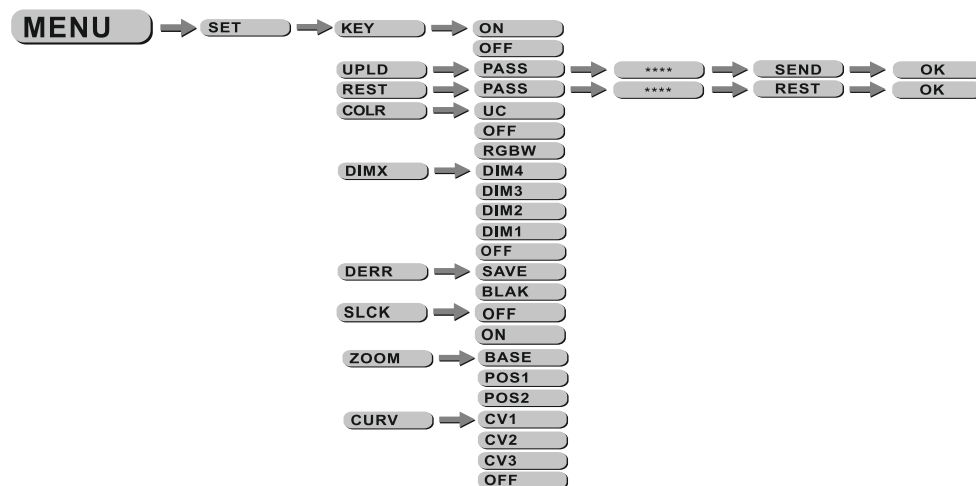 MENU SET KEY ON
OFF
UPLD PASS **** SEND OK
REST PASS **** REST OK
COLR UC
OFF
RGBW
DIMX DIM4
DIM3
DIM2
DIM1
OFF
DERR SAVE
BLAK
SLCK OFF
ON
ZOOM BASE
POS1
POS2
CURV CV1
CV2
CV3
OFF